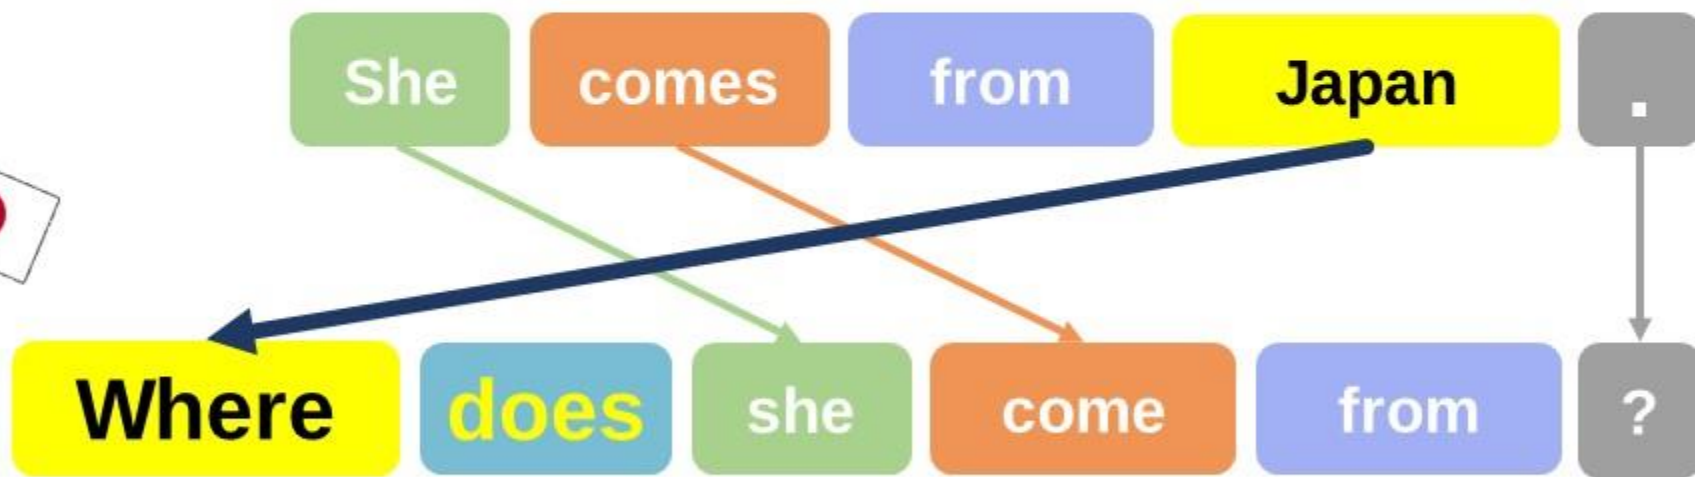 She comes from Japan .
Where does she come from ?